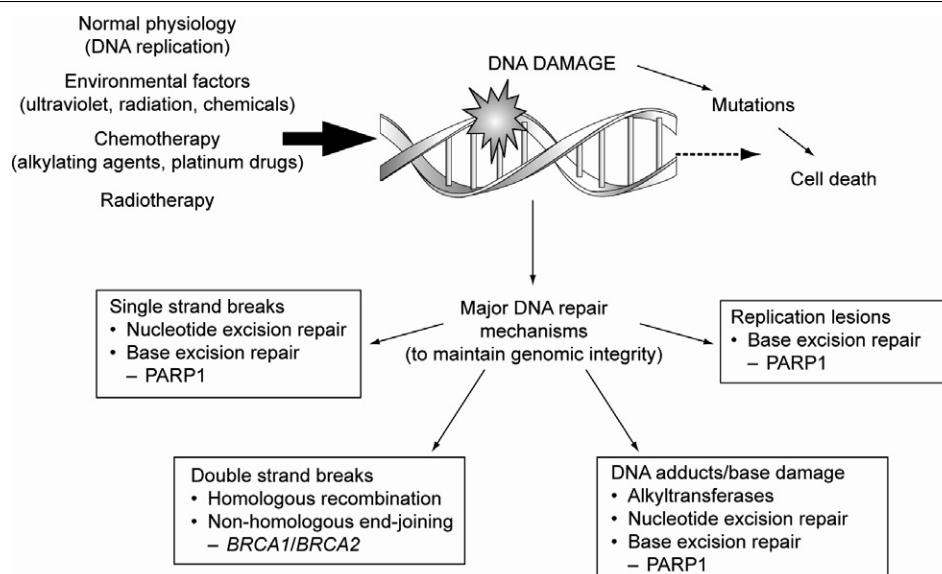 Normal physiology
(DNA replication)
Environmental factors
(ultraviolet, radiation, chemicals)
Chemotherapy
(alkylating agents, platinum drugs)
Radiotherapy
DNA DAMAGE
Mutations
Cell death
Major DNA repair
mechanisms
(to maintain genomic integrity)
Single strand breaks
• Nucleotide excision repair
• Base excision repair
– PARP1
Replication lesions
• Base excision repair
– PARP1
Double strand breaks
• Homologous recombination
• Non-homologous end-joining
– BRCA1/BRCA2
DNA adducts/base damage
• Alkyltransferases
• Nucleotide excision repair
• Base excision repair
– PARP1